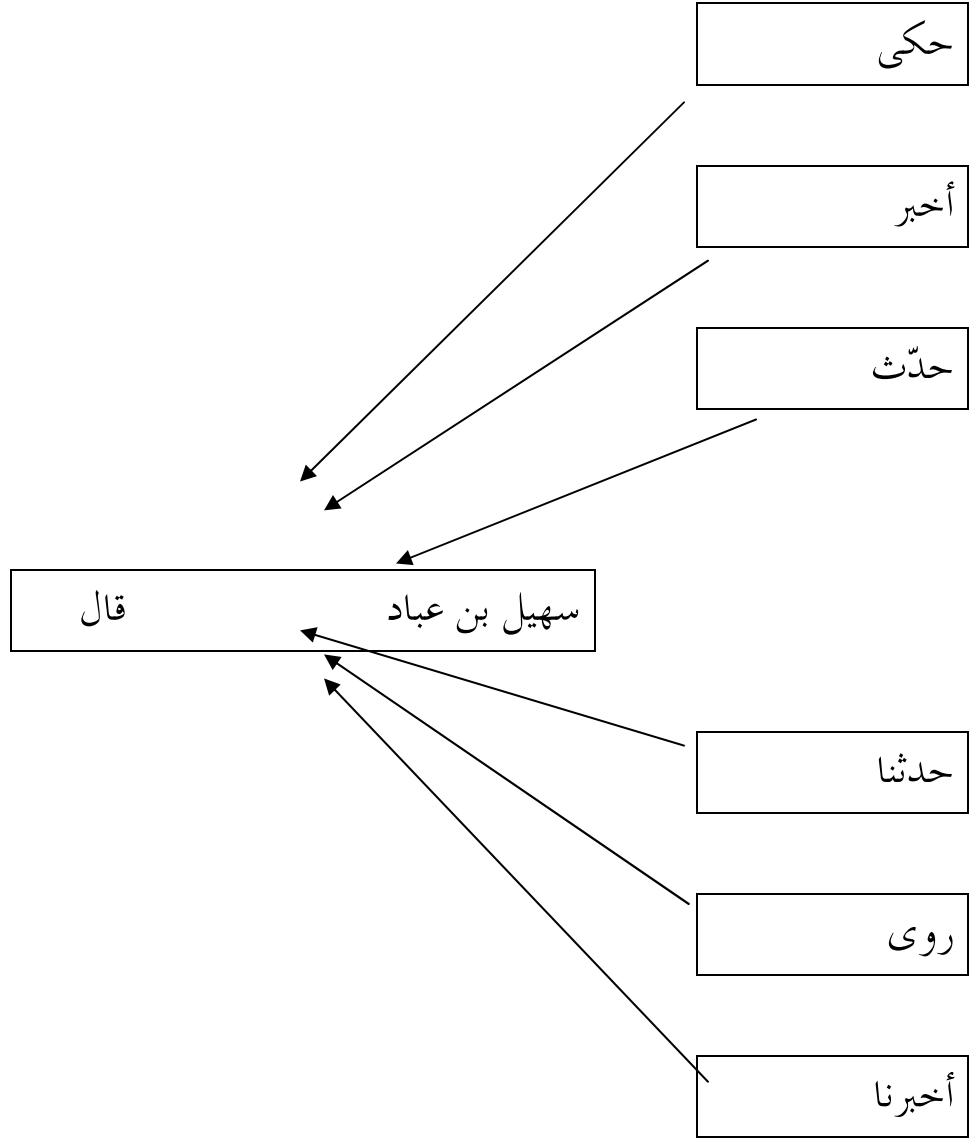 حكى
أخبر
حدّث
سهيل بن عباد قال
حدثنا
روى
أخبرنا